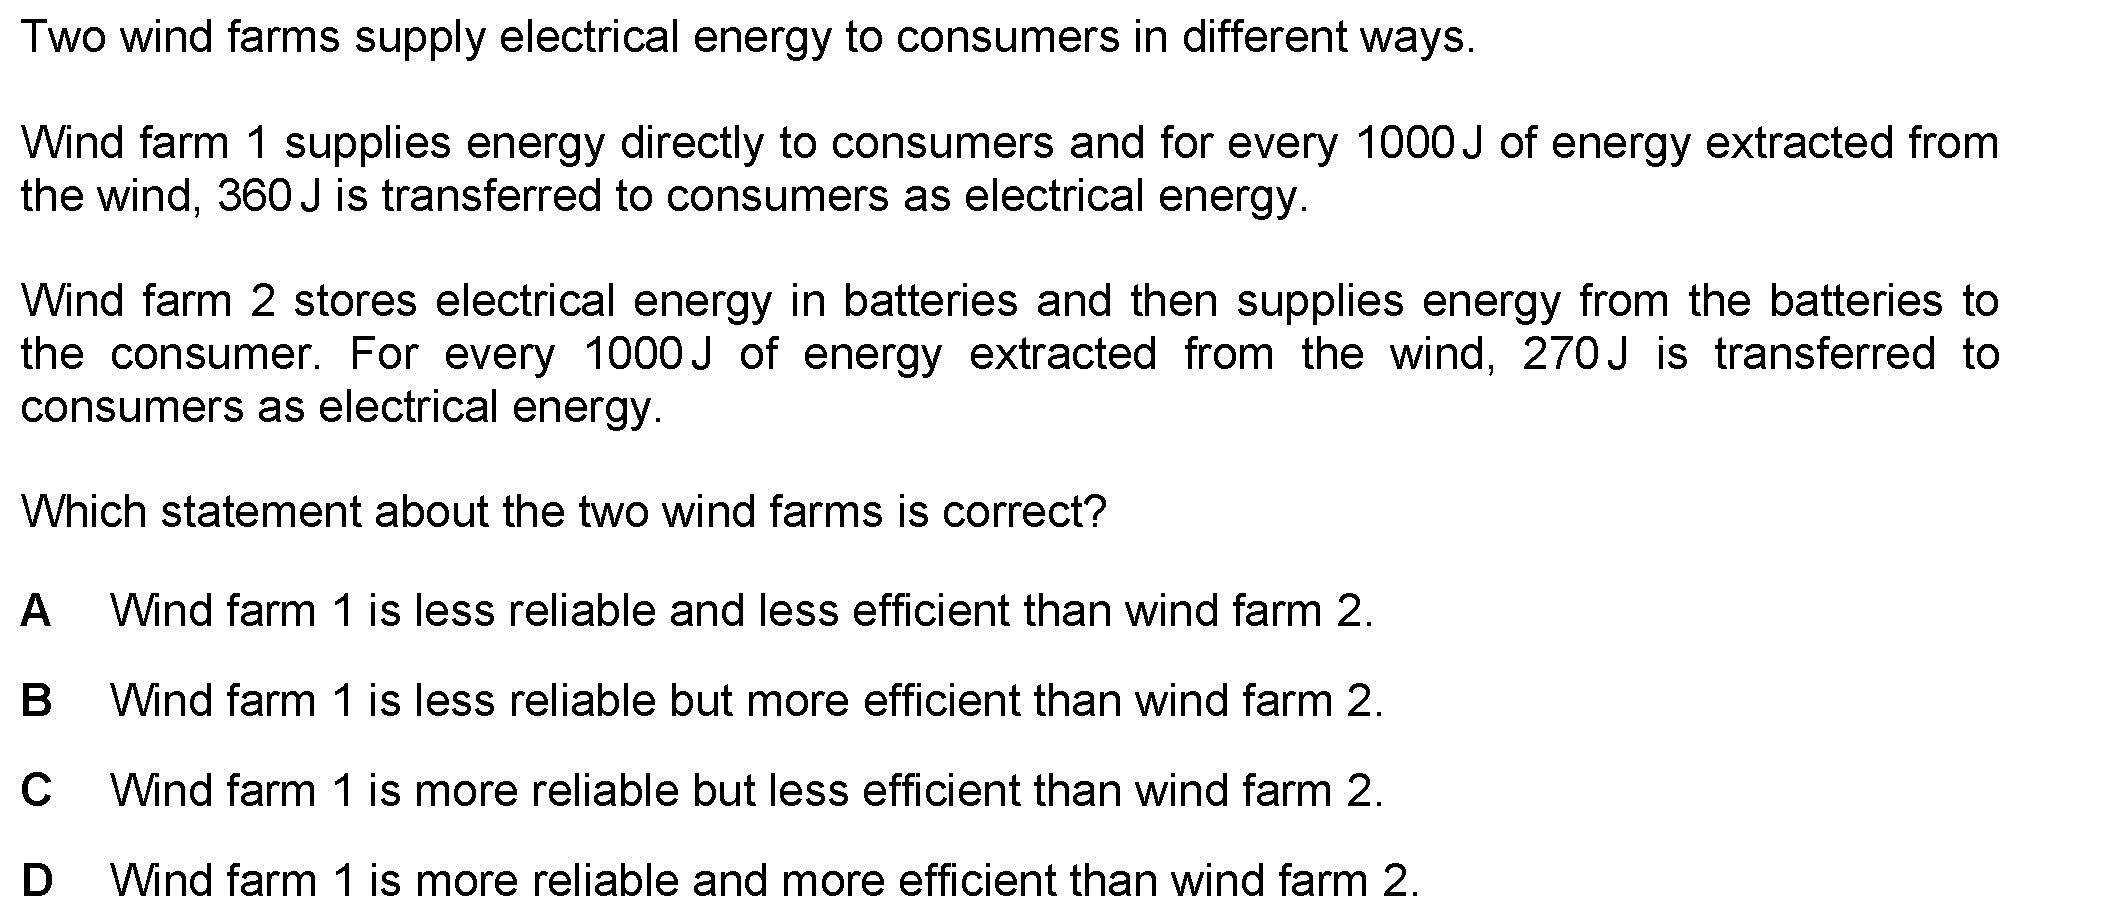 Two wind farms supply electrical energy to consumers in different ways.
Wind farm 1 supplies energy directly to consumers and for every 1000 J of energy extracted from
the wind, 360 J is transferred to consumers as electrical energy.
Wind farm 2 stores electrical energy in batteries and then supplies energy from the batteries to
the consumer. For every 1000 J of energy extracted from the wind, 270 J is transferred to
consumers as electrical energy.
Which statement about the two wind farms is correct?
A Wind farm 1 is less reliable and less efficient than wind farm 2.
B Wind farm 1 is less reliable but more efficient than wind farm 2.
C Wind farm 1 is more reliable but less efficient than wind farm 2.
D Wind farm 1 is more reliable and more efficient than wind farm 2.